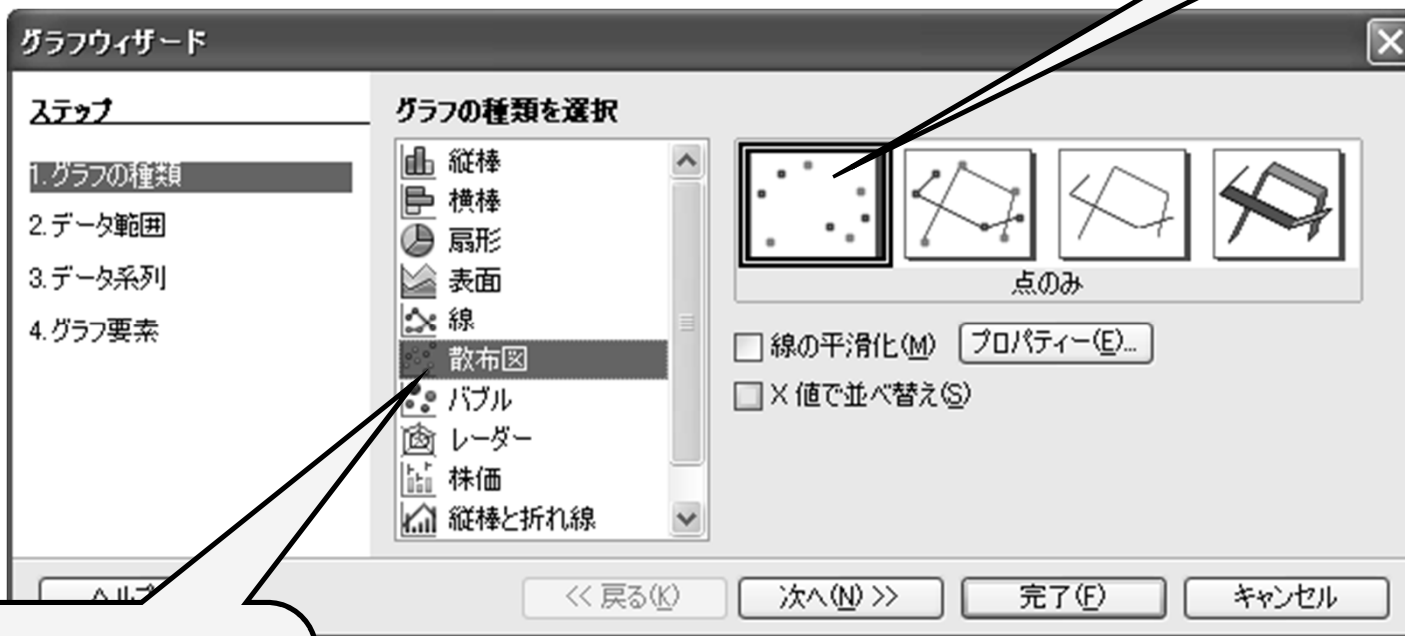 グラフウィザード
ステップ
1.グラフの種類
2.データ範囲
3.データ系列
4.グラフ要素
グラフの種類を選択
縦棒
横棒
扇形
表面
線
散布図
バブル
レーダー
株価
縦棒と折れ線
点のみ
線の平滑化(M)
プロパティー(E)...
X 値で並べ替え(S)
<< 戻る(K)
次へ(N) >>
完了(F)
キャンセル